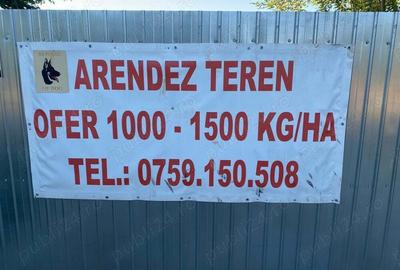 ARENDEZ TEREN
OFER 1000 - 1500 KG/HA
TEL.: 0759.150.508